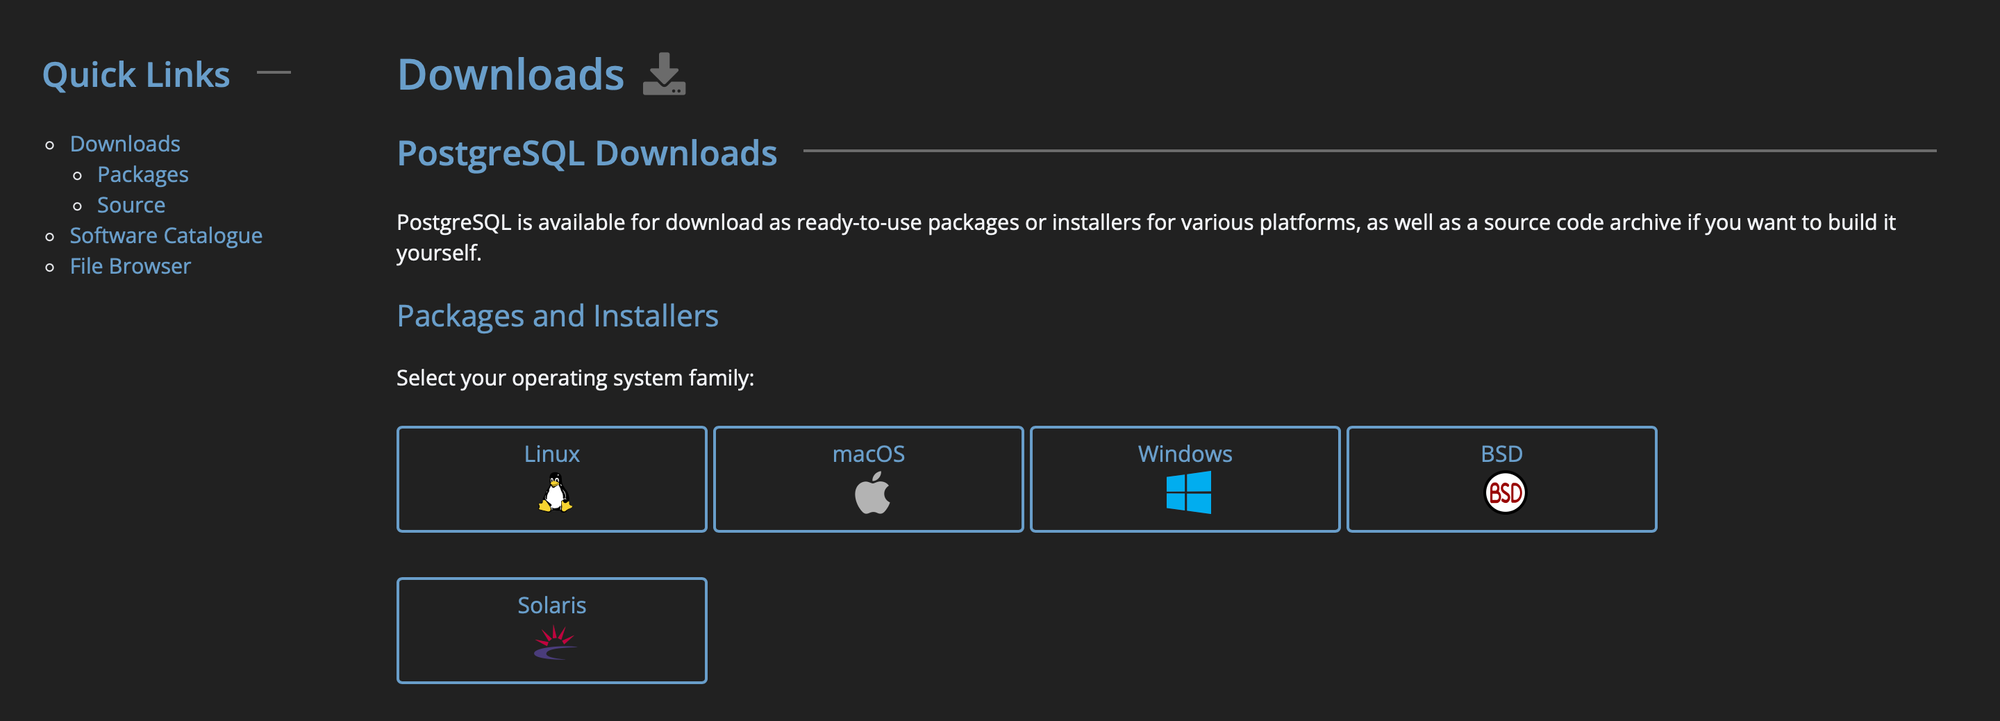 Quick Links
Downloads
Packages
Source
Software Catalogue
File Browser
Downloads
PostgreSQL Downloads
PostgreSQL is available for download as ready-to-use packages or installers for various platforms, as well as a source code archive if you want to build it
yourself.
Packages and Installers
Select your operating system family:
Linux
macOS
Windows
BSD
BSD
Solaris